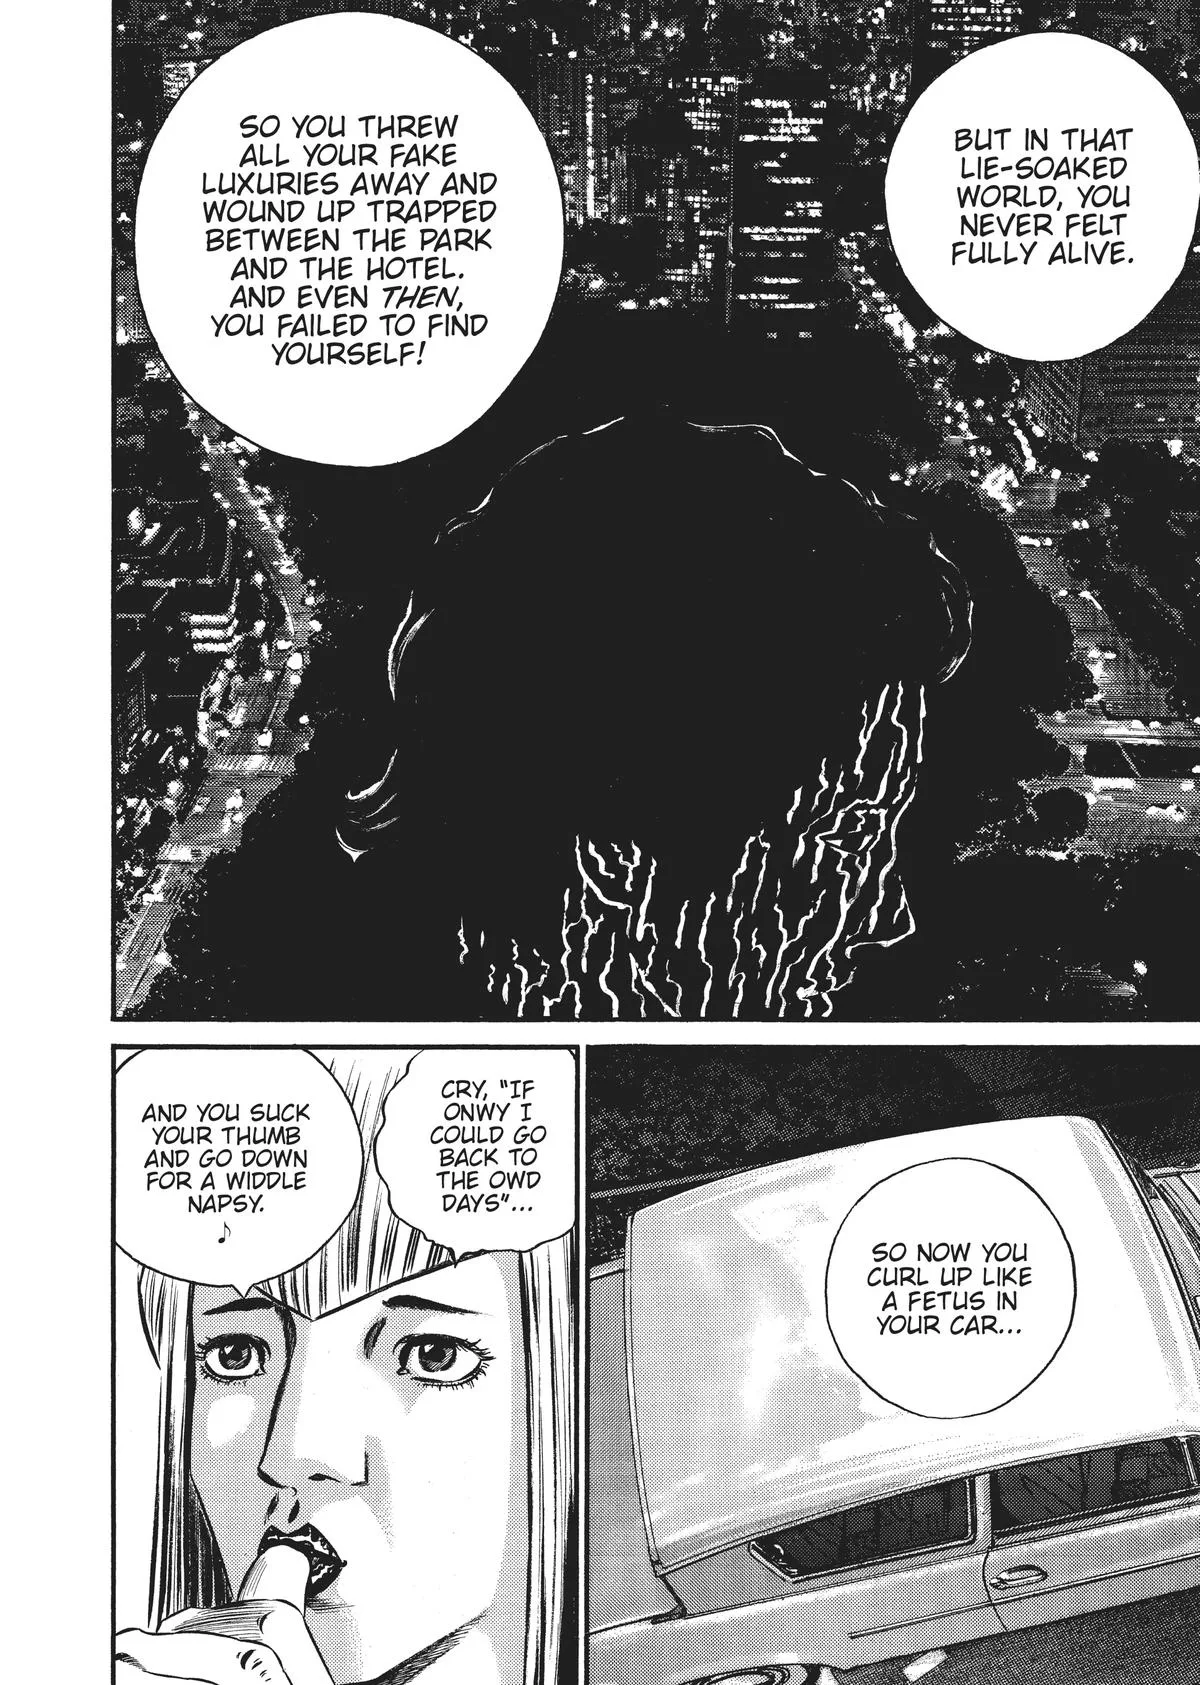 BUT IN THAT
LIE-SOAKED
WORLD, YOU
NEVER FELT
FULLY ALIVE.
SO YOU THREW
ALL YOUR FAKE
LUXURIES AWAY AND
WOUND UP TRAPPED
BETWEEN THE PARK
AND THE HOTEL.
AND EVEN THEN,
YOU FAILED TO FIND
YOURSELF!
SO NOW YOU
CURL UP LIKE
A FETUS IN
YOUR CAR...
CRY, "IF
ONWY I
COULD GO
BACK TO
THE OWD
DAYS"...
AND YOU SUCK
YOUR THUMB
AND GO DOWN
FOR A WIDDLE
NAPSY.
♪